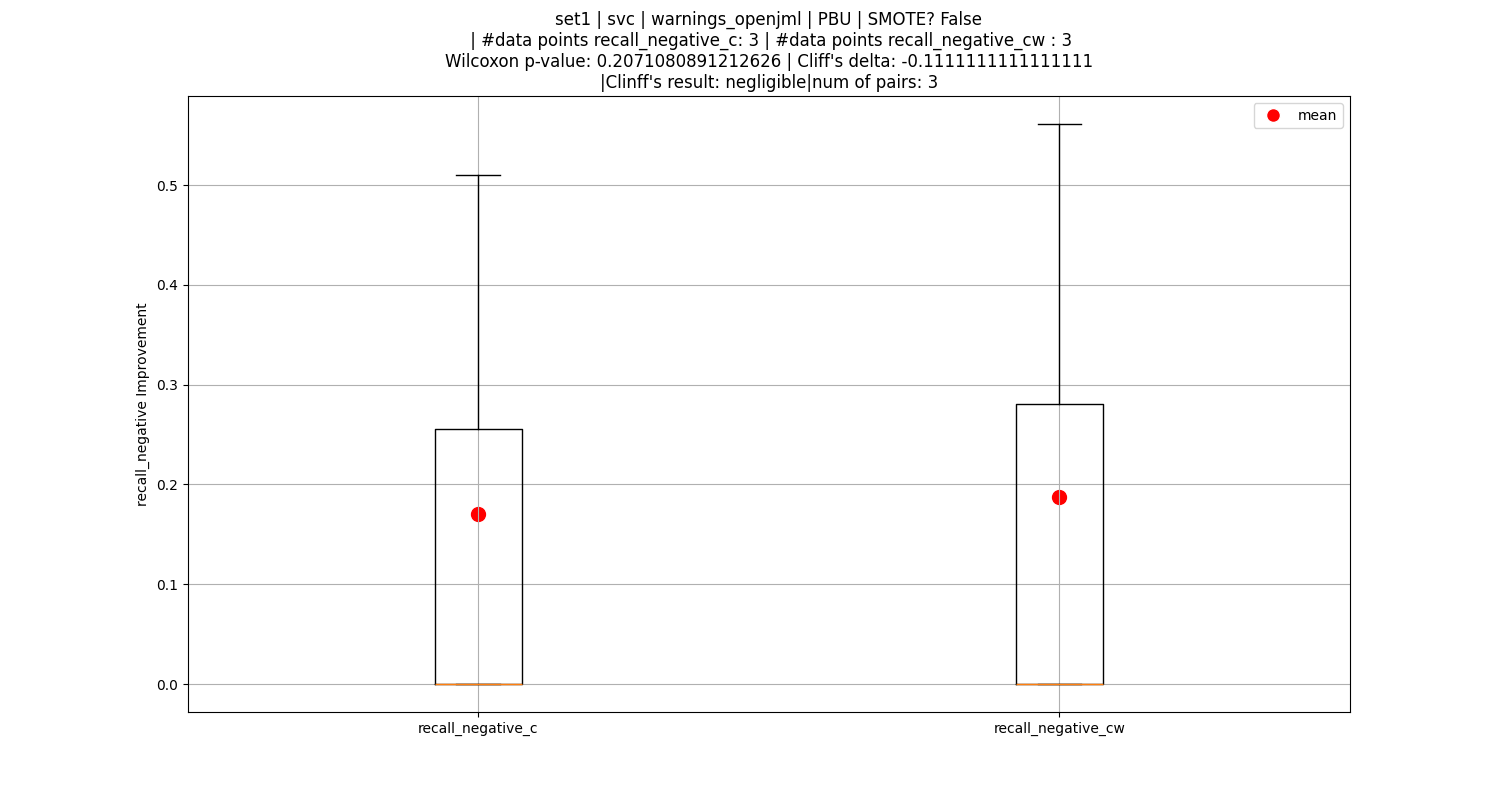 set1 | svc | warnings_openjml | PBU | SMOTE? False
| #data points recall_negative_c: 3 | #data points recall_negative_cw : 3
Wilcoxon p-value: 0.2071080891212626 | Cliff's delta: -0.1111111111111111
|Clinff's result: negligible|num of pairs: 3
mean
recall_negative Improvement
0.5
0.4
0.3
0.2
0.1
0.0
recall_negative_c
recall_negative_cw